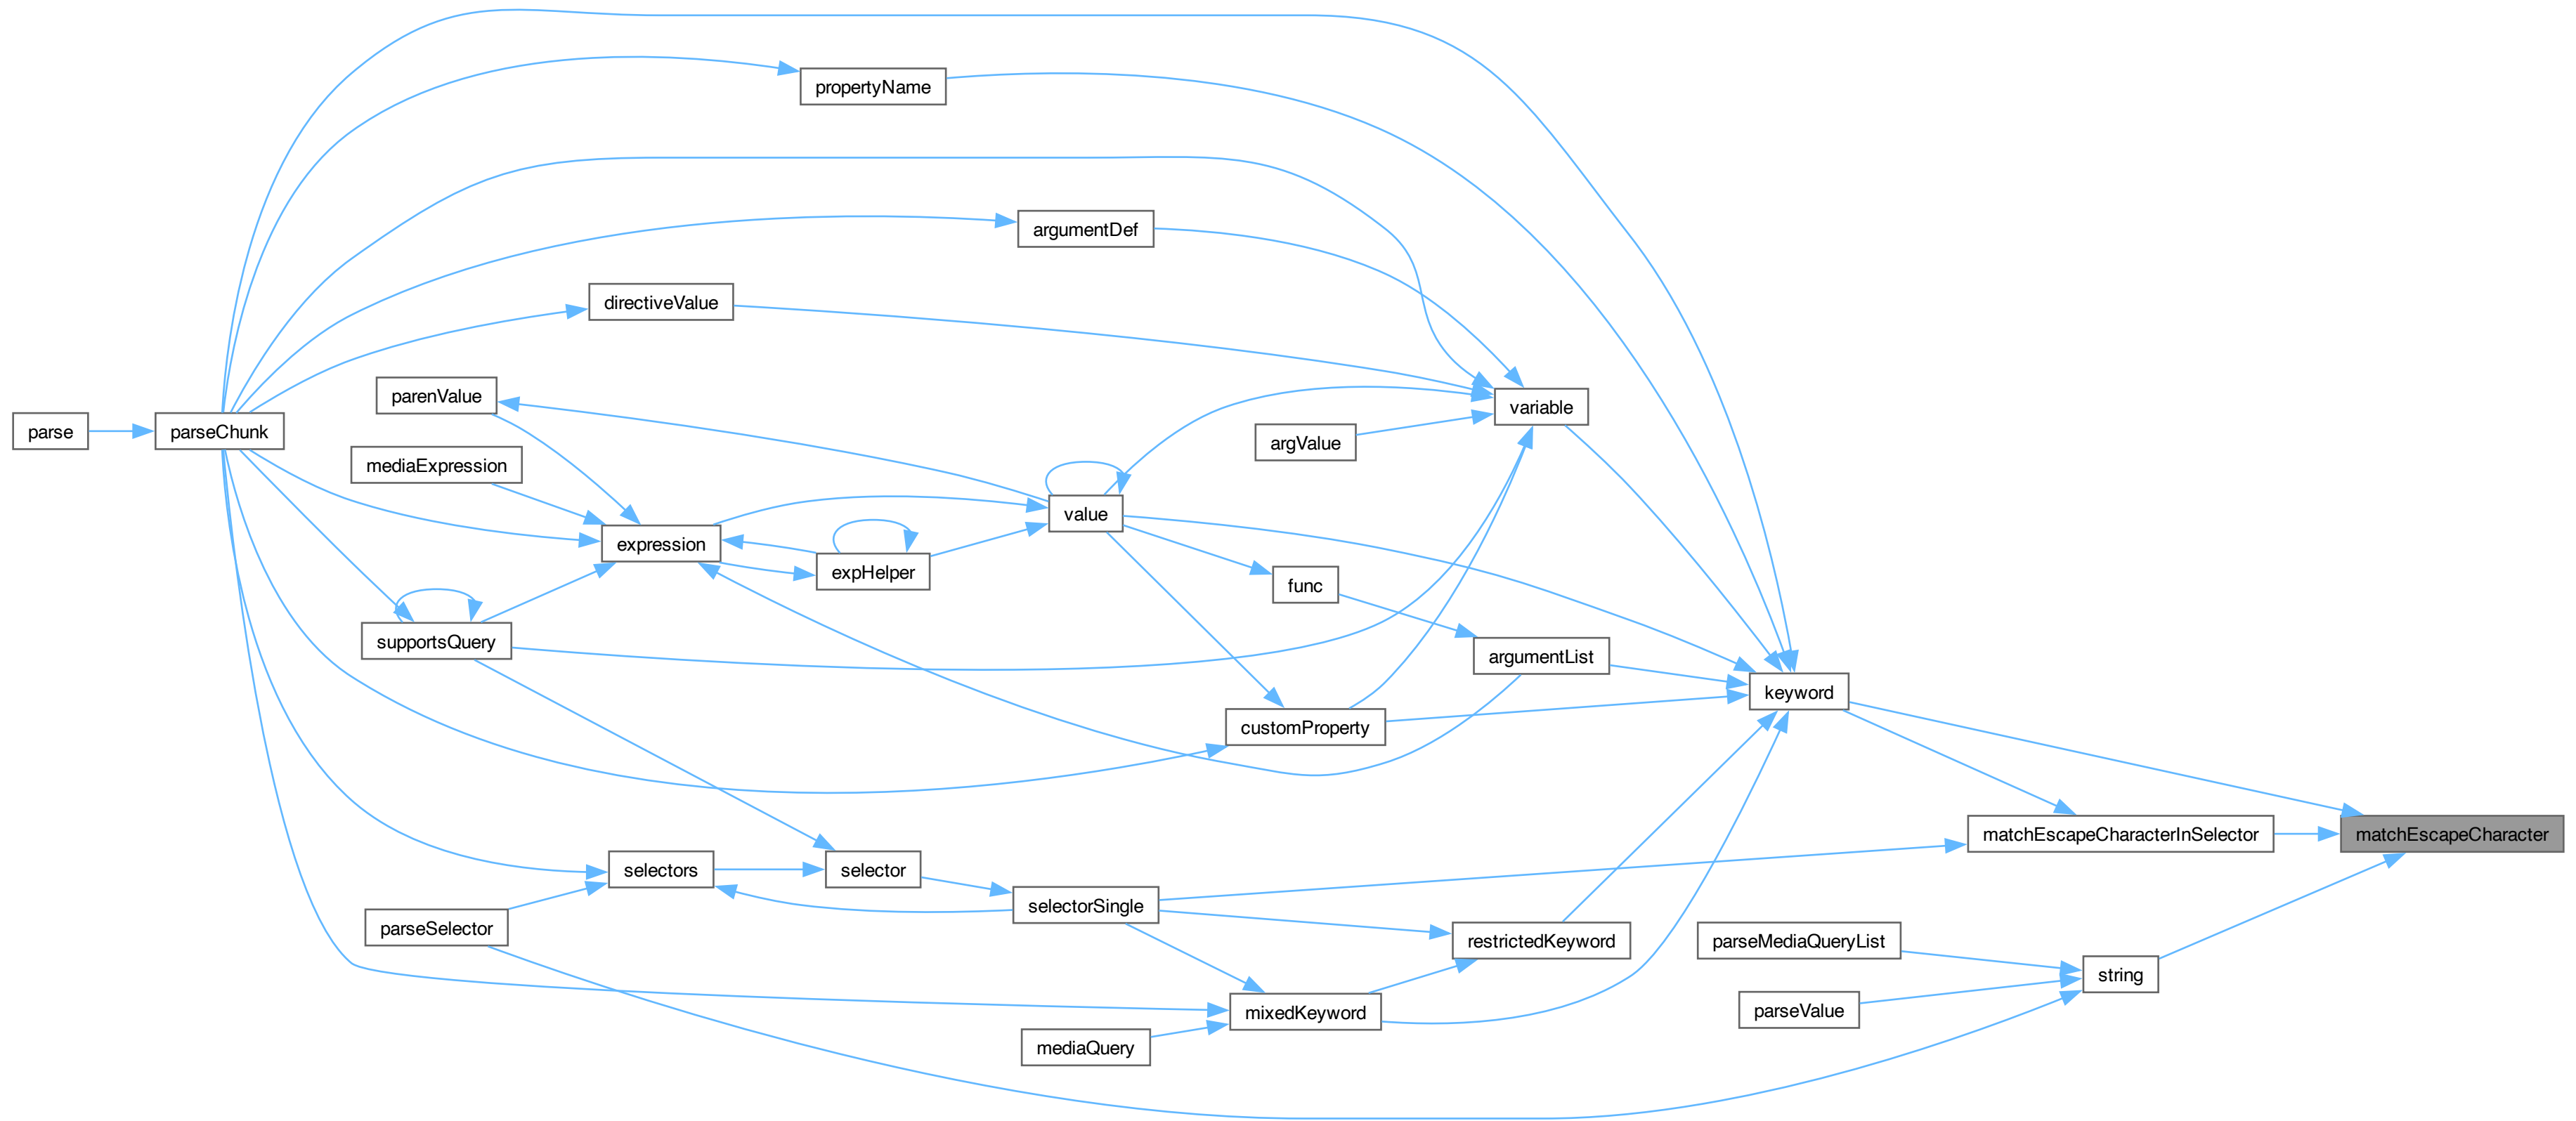 propertyName
argumentDef
directiveValue
parenValue
variable
parse
parseChunk
argValue
mediaExpression
value
expression
expHelper
func
supportsQuery
argumentList
keyword
customProperty
matchEscapeCharacterInSelector
matchEscapeCharacter
selectors
selector
selectorSingle
parseSelector
restrictedKeyword
parseMediaQueryList
string
parseValue
mixedKeyword
mediaQuery